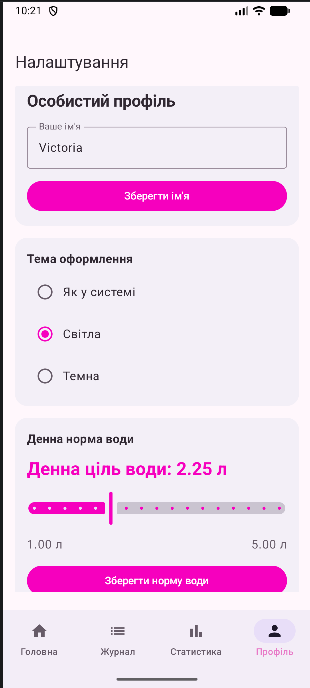 10:21
Налаштування
Особистий профіль
Ваше ім'я
Victoria
Зберегти ім'я
Тема оформлення
Як у системі
Світла
Темна
Денна норма води
Денна ціль води: 2.25 л
1.00 л 5.00 л
Зберегти норму води
Головна Журнал Статистика Профіль